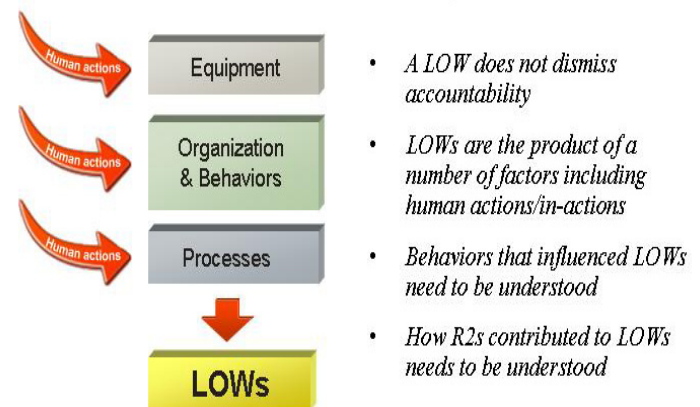 Human actions
Equipment
Human actions
Organization
& Behaviors
Human actions
Processes
LOWs
• A LOW does not dismiss
accountability
• LOWs are the product of a
number of factors including
human actions/in-actions
• Behaviors that influenced LOWs
need to be understood
• How R2s contributed to LOWs
needs to be understood